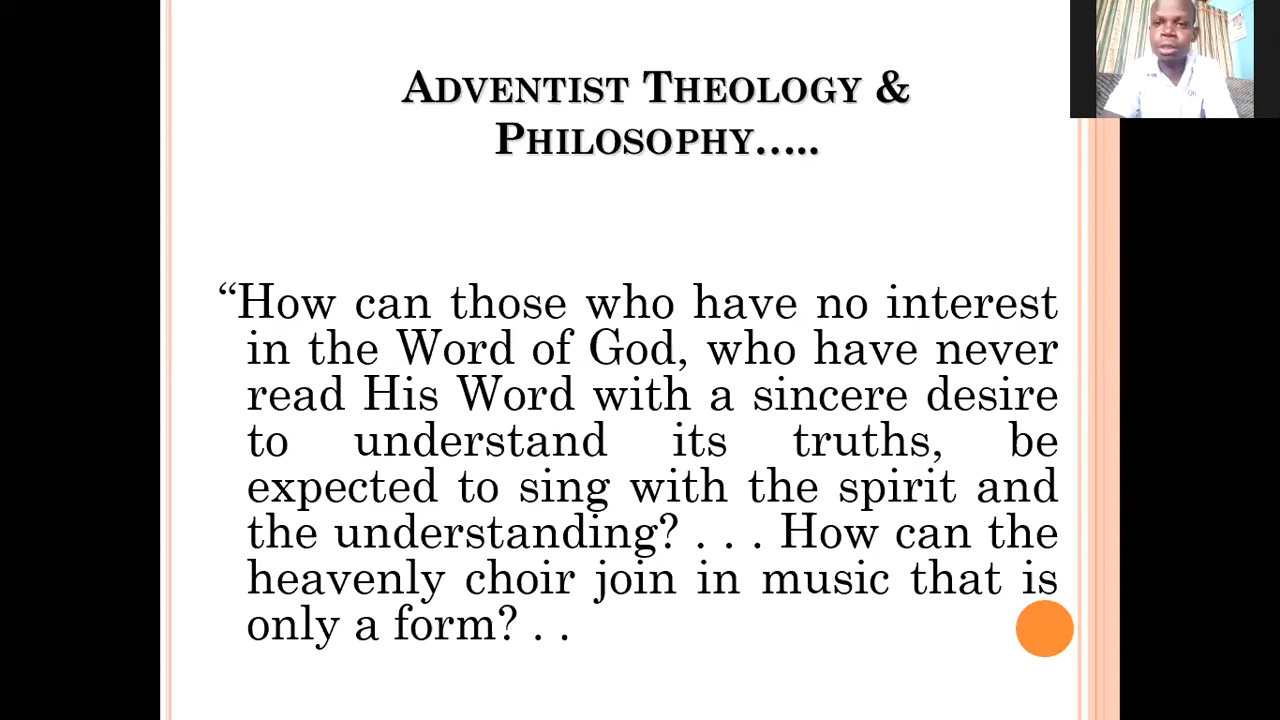 ADVENTIST THEOLOGY &
PHILOSOPHY.....
“How can those who have no interest
in the Word of God, who have never
read His Word with a sincere desire
to understand its truths, be
expected to sing with the spirit and
the understanding? . . . How can the
heavenly choir join in music that is
only a form? . .